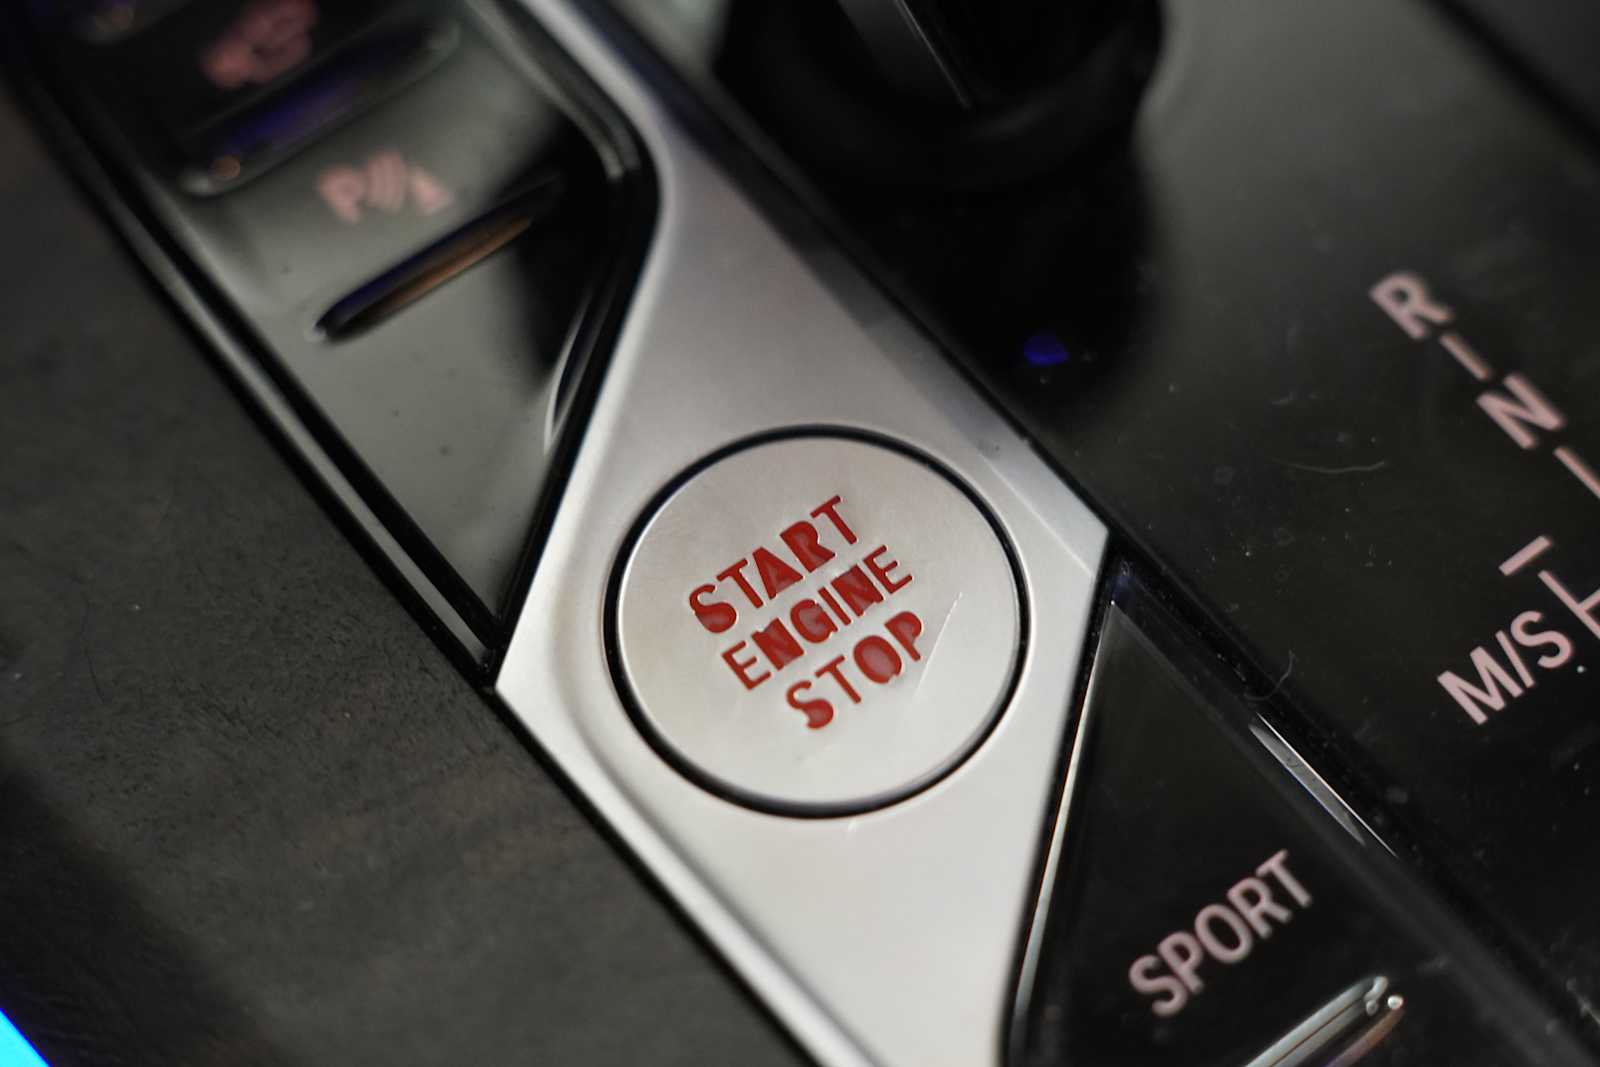 P
START
ENGINE
STOP
R
N
M/S
SPORT